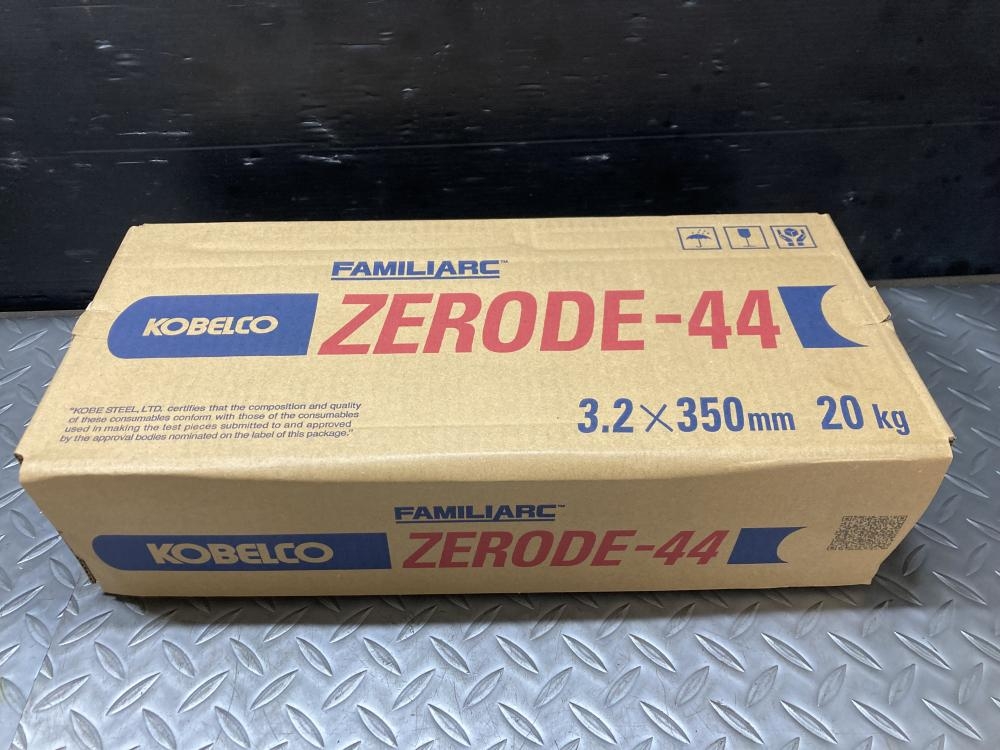 FAMILIARC™
KOBELCO ZERODE-44
"KOBE STEEL, LTD. certifies that the composition and quality
of these consumables conform with those of the consumables
used in making the test pieces submitted to and approved
by the approval bodies nominated on the label of this package."
3.2×350mm 20 kg
FAMILIARC™
KOBELCO ZERODE-44